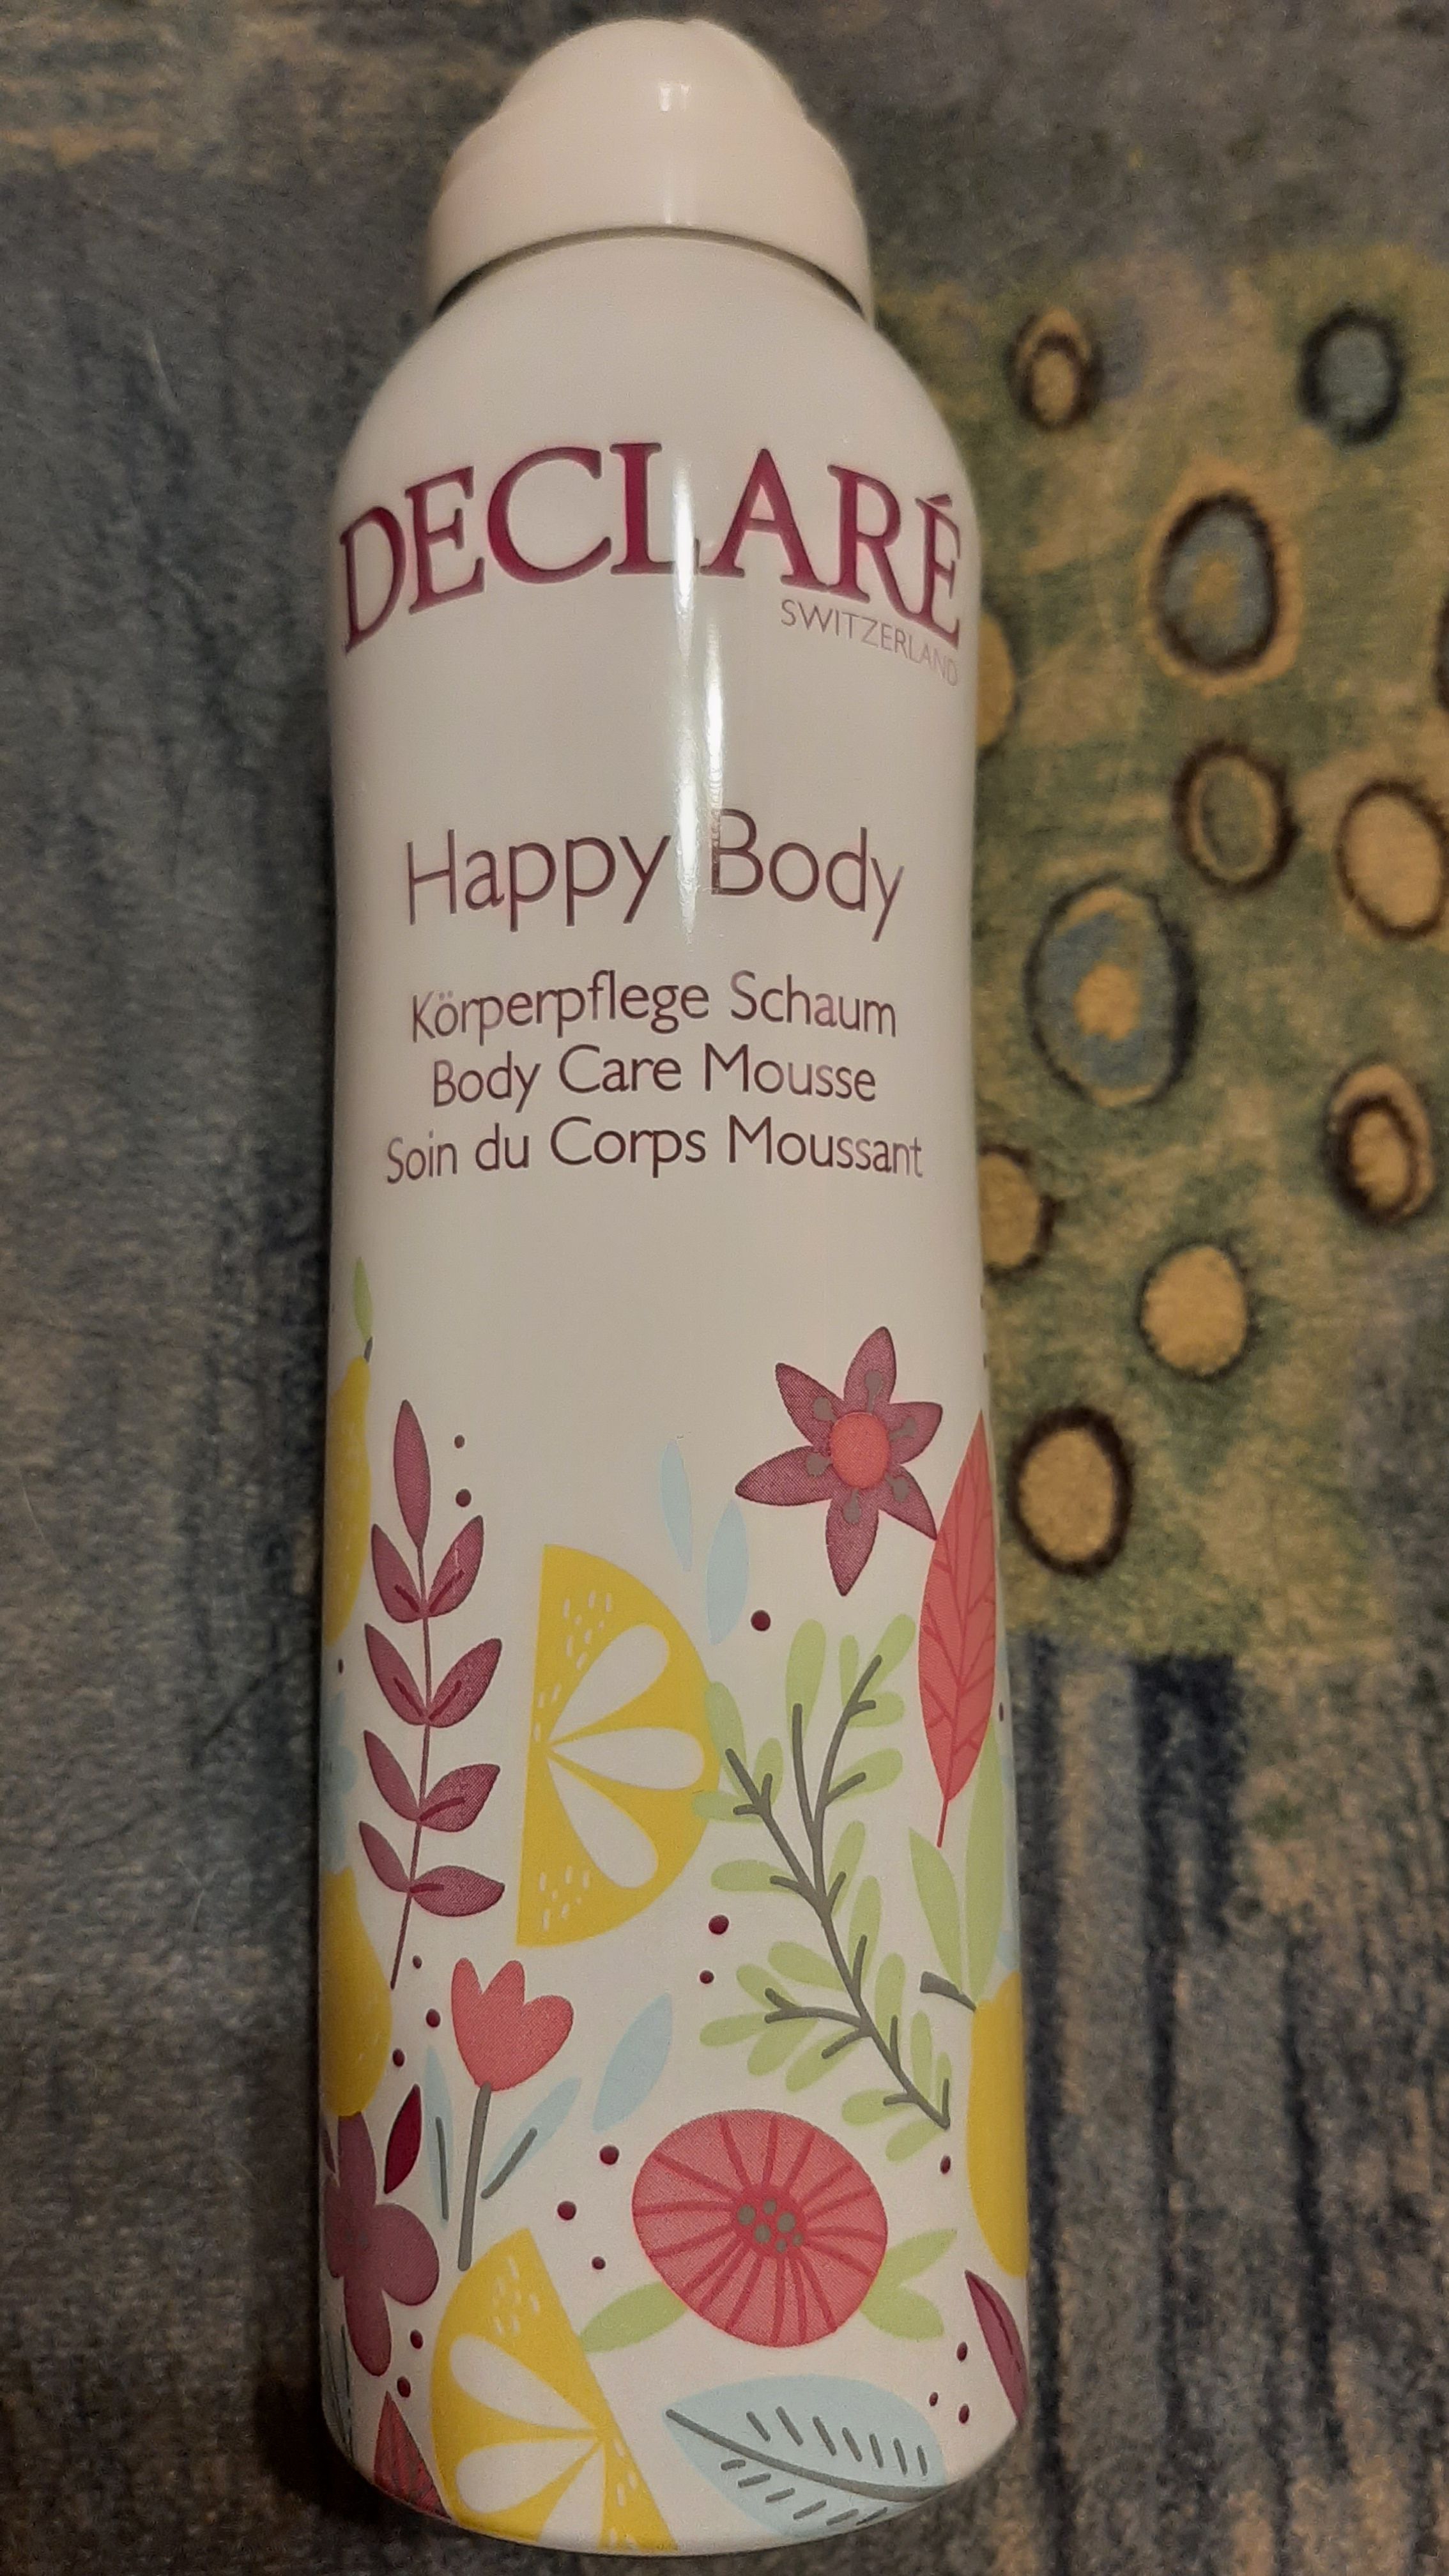 DECLARÉ
SWITZERLAND
Happy Body
Körperpflege Schaum
Body Care Mousse
Soin du Corps Moussant